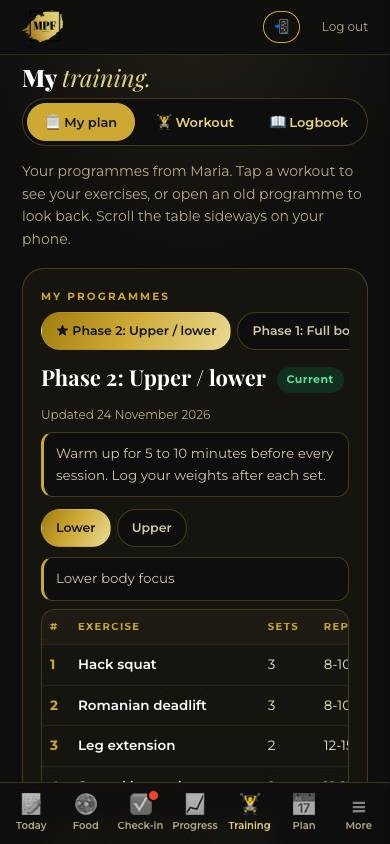 MPF
Log out
My training.
My plan
Workout
Logbook
Your programmes from Maria. Tap a workout to
see your exercises, or open an old programme to
look back. Scroll the table sideways on your
phone.
MY PROGRAMMES
★ Phase 2: Upper / lower
Phase 1: Full bo
Phase 2: Upper / lower
Current
Updated 24 November 2026
Warm up for 5 to 10 minutes before every
session. Log your weights after each set.
Lower
Upper
Lower body focus
# EXERCISE SETS REP
1 Hack squat 3 8-10
2 Romanian deadlift 3 8-10
3 Leg extension 2 12-15
17
Today Food Check-in Progress Training Plan More